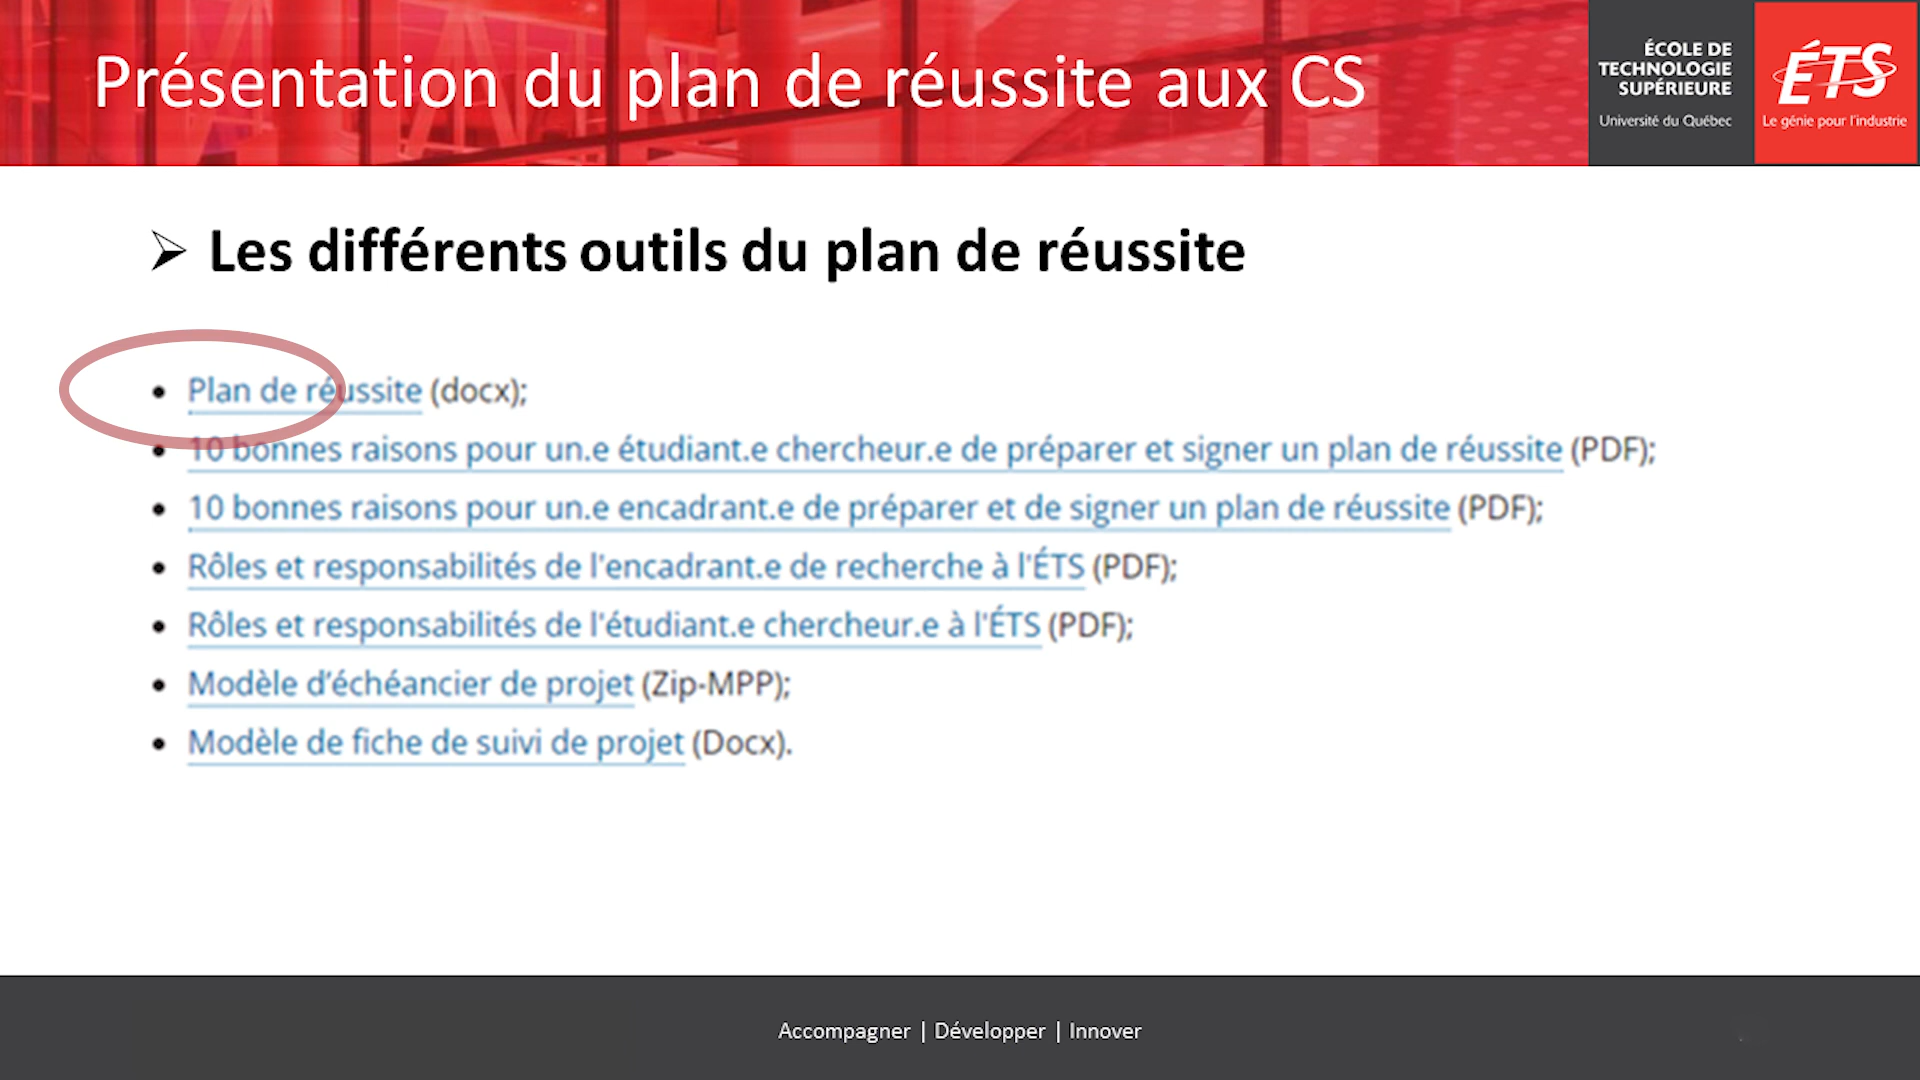 Présentation du plan de réussite aux CS
ÉCOLE DE
TECHNOLOGIE
SUPÉRIEURE
Université du Québec
ÉTS
Le génie pour l'industrie
Les différents outils du plan de réussite
Plan de réussite (docx);
10 bonnes raisons pour un.e étudiant.e chercheur.e de préparer et signer un plan de réussite (PDF);
10 bonnes raisons pour un.e encadrant.e de préparer et de signer un plan de réussite (PDF);
Rôles et responsabilités de l'encadrant.e de recherche à l'ÉTS (PDF);
Rôles et responsabilités de l'étudiant.e chercheur.e à l'ÉTS (PDF);
Modèle d’échéancier de projet (Zip-MPP);
Modèle de fiche de suivi de projet (Docx).
Accompagner | Développer | Innover